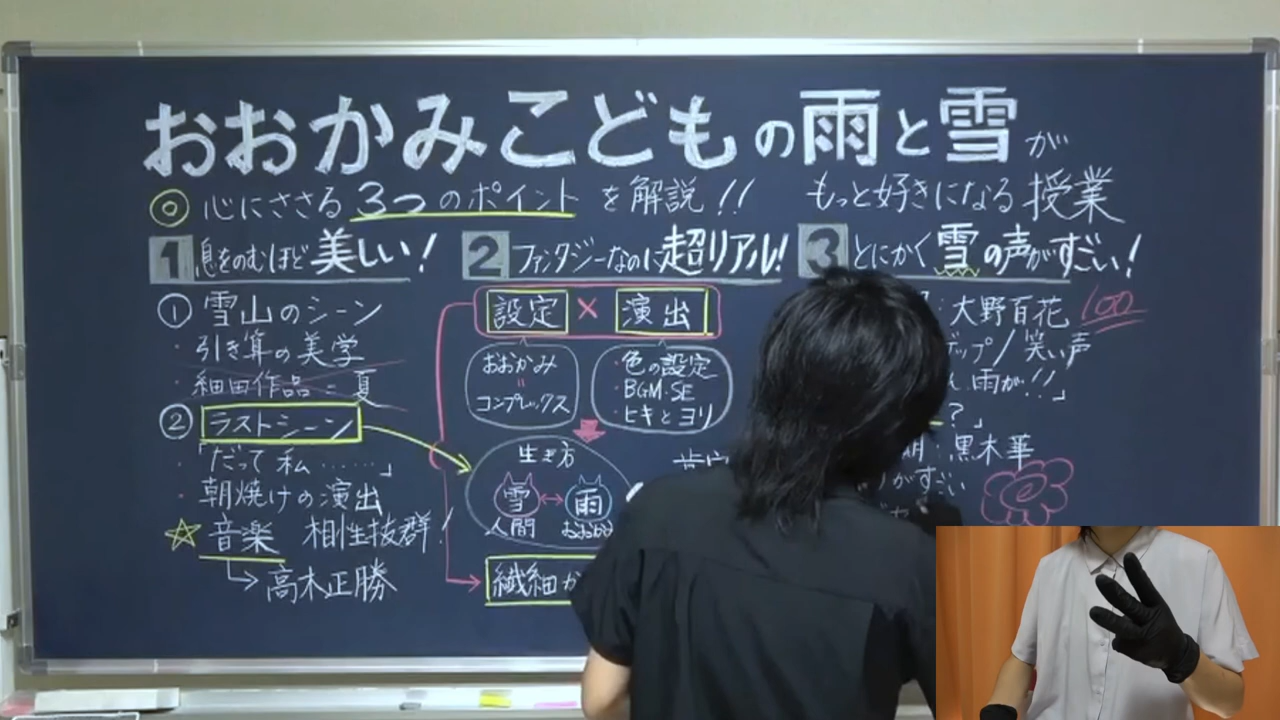 おおかみこどもの雨と雪が
◎ 心にささる3つのポイントを解説!! もっと好きになる授業
1 息をのむほど美しい!
① 雪山のシーン
・引き算の美学
・細田作品=夏
② ラストシーン
・「だって私……」
・朝焼けの演出
☆音楽 相性抜群!
↳高木正勝
2 ファンタジーなのに超リアル!
設定 × 演出
おおかみ
=
コンプレックス
・色の設定
・BGM・SE
・ヒキとヨリ
生き方
雪 ↔ 雨
人間 おおかみ
繊細か
3 とにかく雪の声がすごい!
:大野百花 100
ップ/笑い声
雨が!!」
?」
:黒木華
がすごい